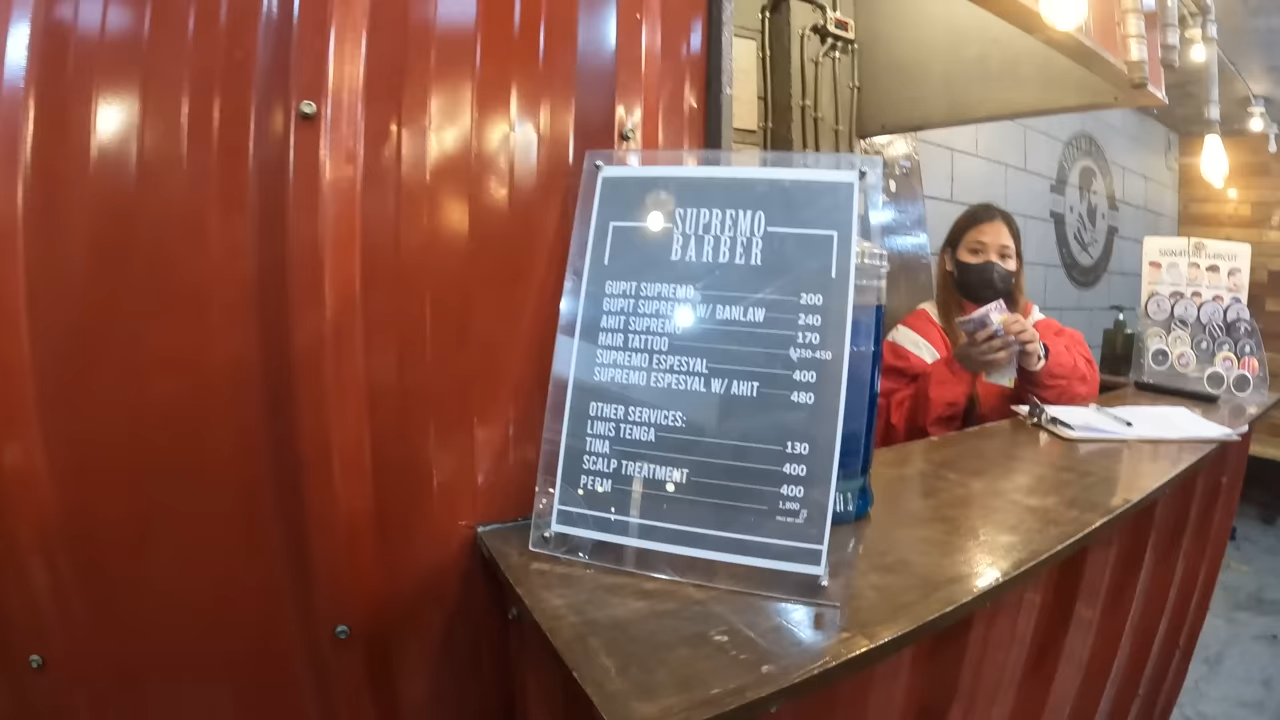 SUPREMO
BARBER
GUPIT SUPREMO 200
GUPIT SUPREMO W/ BANLAW 240
AHIT SUPREMO 170
HAIR TATTOO 250-450
SUPREMO ESPESYAL 400
SUPREMO ESPESYAL W/ AHIT 480
OTHER SERVICES:
LINIS TENGA 130
TINA 400
SCALP TREATMENT 400
PERM 1,800
SIGNATURE HAIRCUT